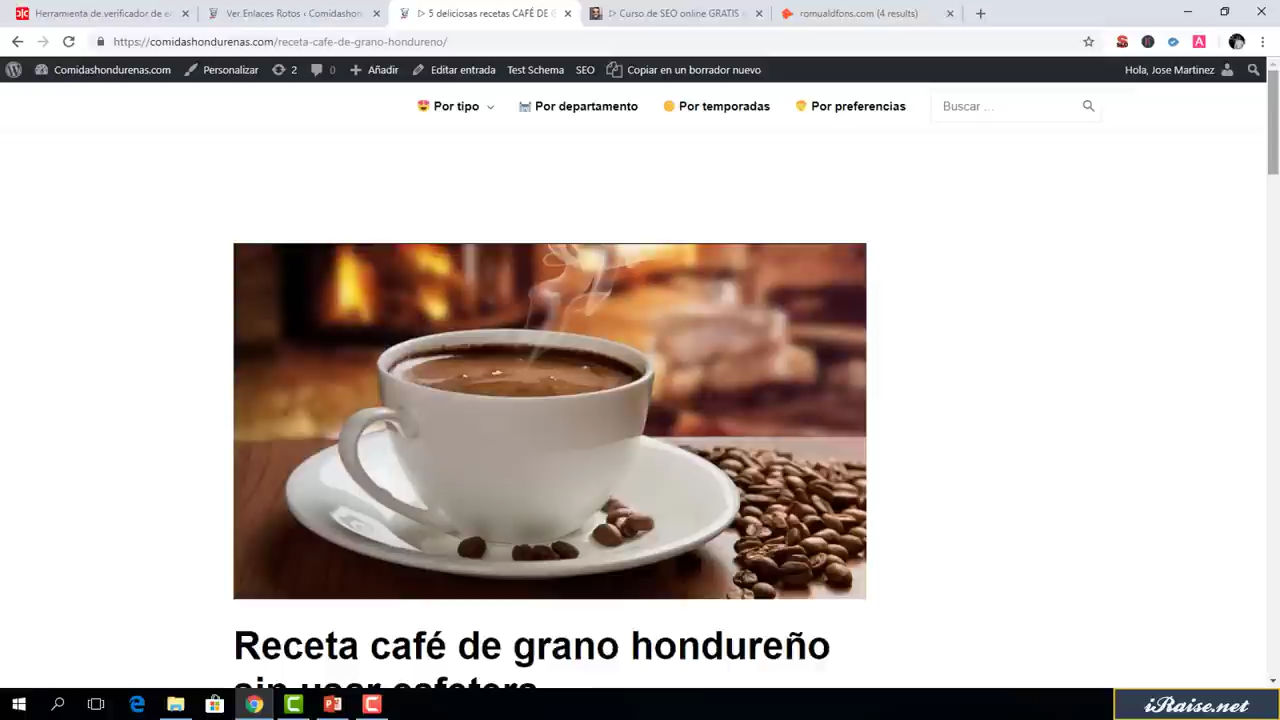 Herramienta de verificador de e
Ver Enlaces Rotos ‹ Comidashon
▷ 5 deliciosas recetas CAFÉ DE G
▷ Curso de SEO online GRATIS
romualdfons.com (4 results)
https://comidashondurenas.com/receta-cafe-de-grano-hondureno/
Comidashondurenas.com
Personalizar
2
0
Añadir
Editar entrada
Test Schema
SEO
Copiar en un borrador nuevo
Hola, Jose Martinez
Por tipo
Por departamento
Por temporadas
Por preferencias
Buscar ...
Receta café de grano hondureño
sin usar cafetera
iRaise.net